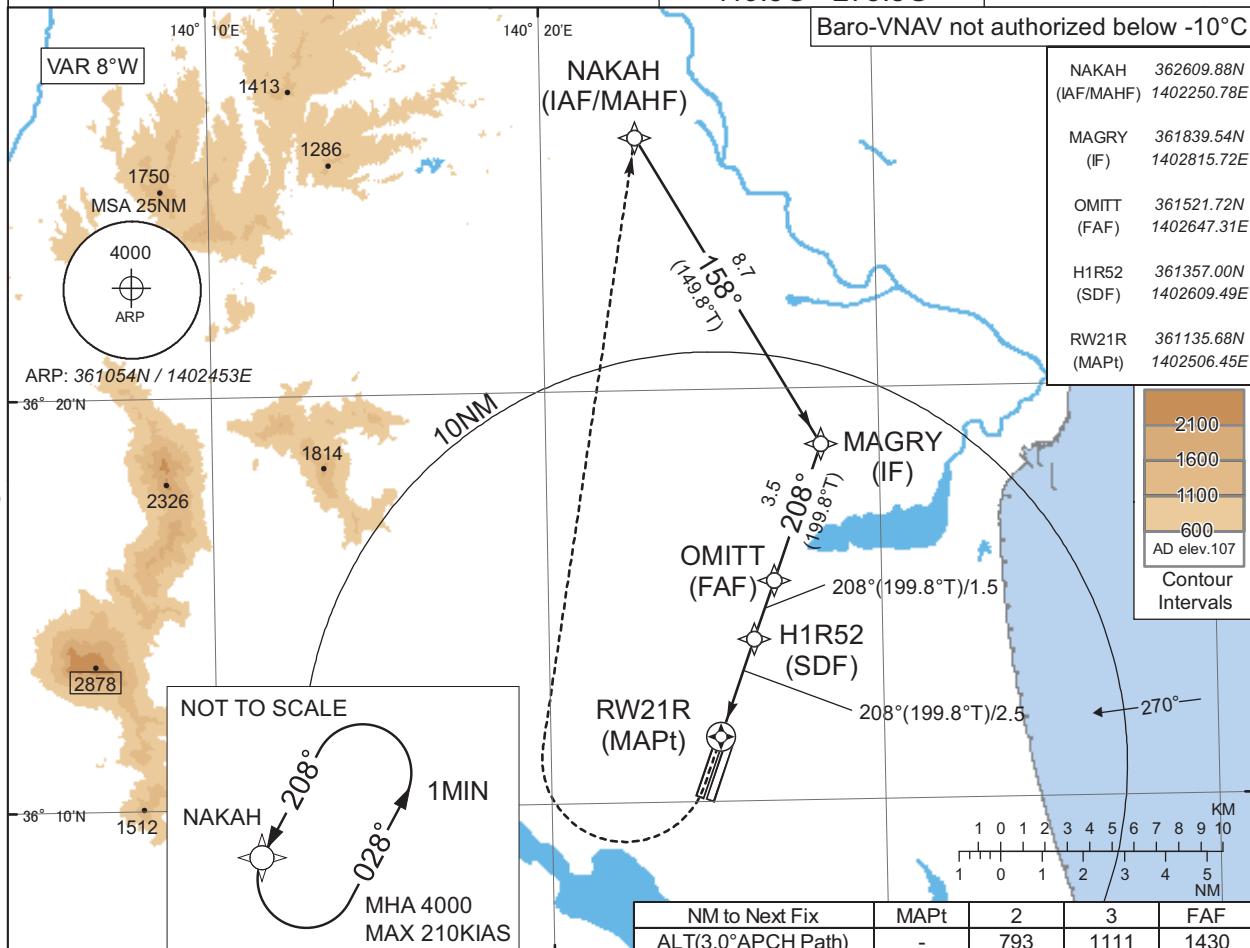 Baro-VNAV not authorized below -10°C
140° 10'E
140° 20'E
VAR 8°W
1413
1286
1750
MSA 25NM
4000
ARP
ARP: 361054N / 1402453E
36° 20'N
NAKAH
(IAF/MAHF)
8.7
158°
(149.8°T)
10NM
MAGRY
(IF)
3.5
208°
(199.8°T)
OMITT
(FAF)
208°(199.8°T)/1.5
H1R52
(SDF)
208°(199.8°T)/2.5
RW21R
(MAPt)
270°
1814
2326
2878
1512
36° 10'N
NAKAH 362609.88N
(IAF/MAHF) 1402250.78E
MAGRY 361839.54N
(IF) 1402815.72E
OMITT 361521.72N
(FAF) 1402647.31E
H1R52 361357.00N
(SDF) 1402609.49E
RW21R 361135.68N
(MAPt) 1402506.45E
2100
1600
1100
600
AD elev.107
Contour
Intervals
NOT TO SCALE
208°
1MIN
NAKAH
028°
MHA 4000
MAX 210KIAS
KM
1 0 1 2 3 4 5 6 7 8 9 10
1 0 1 2 3 4 5
NM
NM to Next Fix MAPt 2 3 FAF
ALT(3.0°APCH Path) - 793 1111 1430